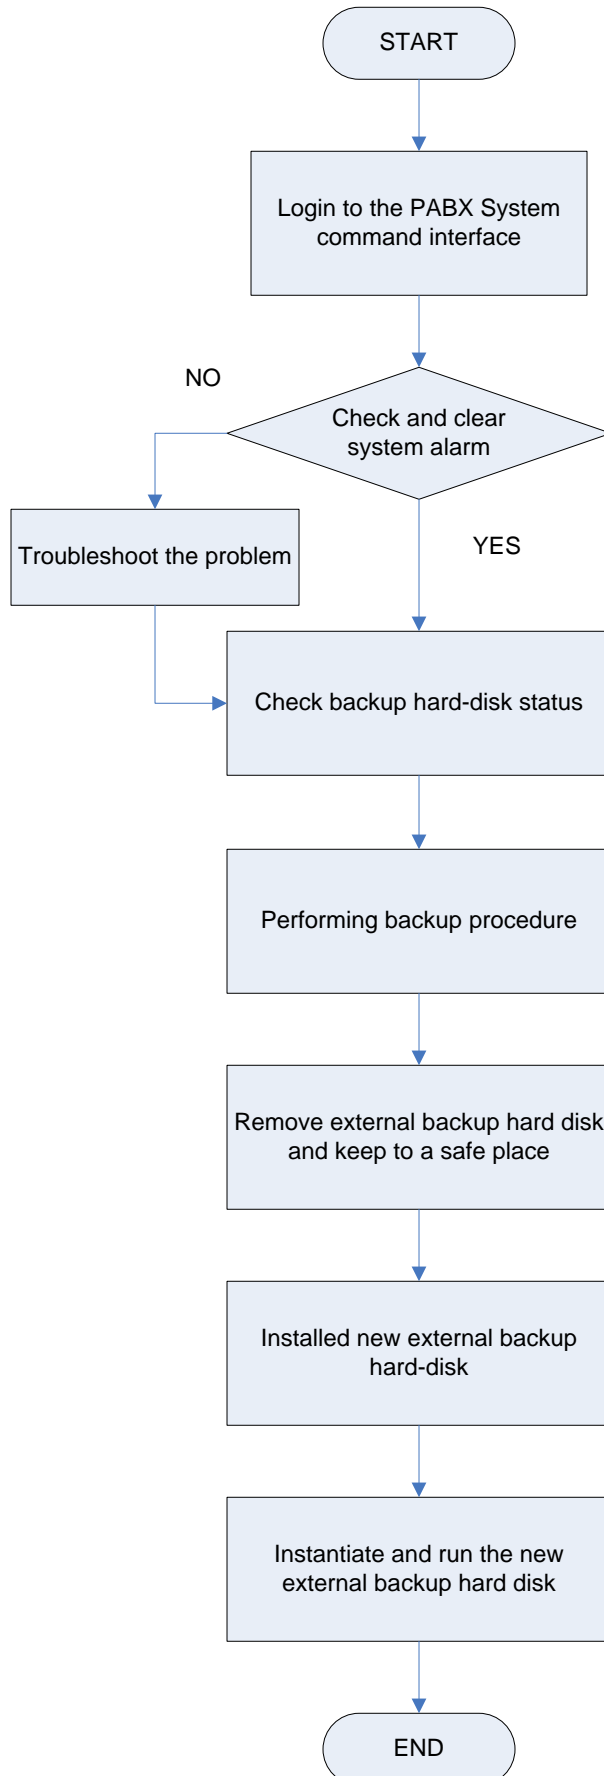 START
Login to the PABX System
command interface
NO
Check and clear
system alarm
Troubleshoot the problem
YES
Check backup hard-disk status
Performing backup procedure
Remove external backup hard disk
and keep to a safe place
Installed new external backup
hard-disk
Instantiate and run the new
external backup hard disk
END